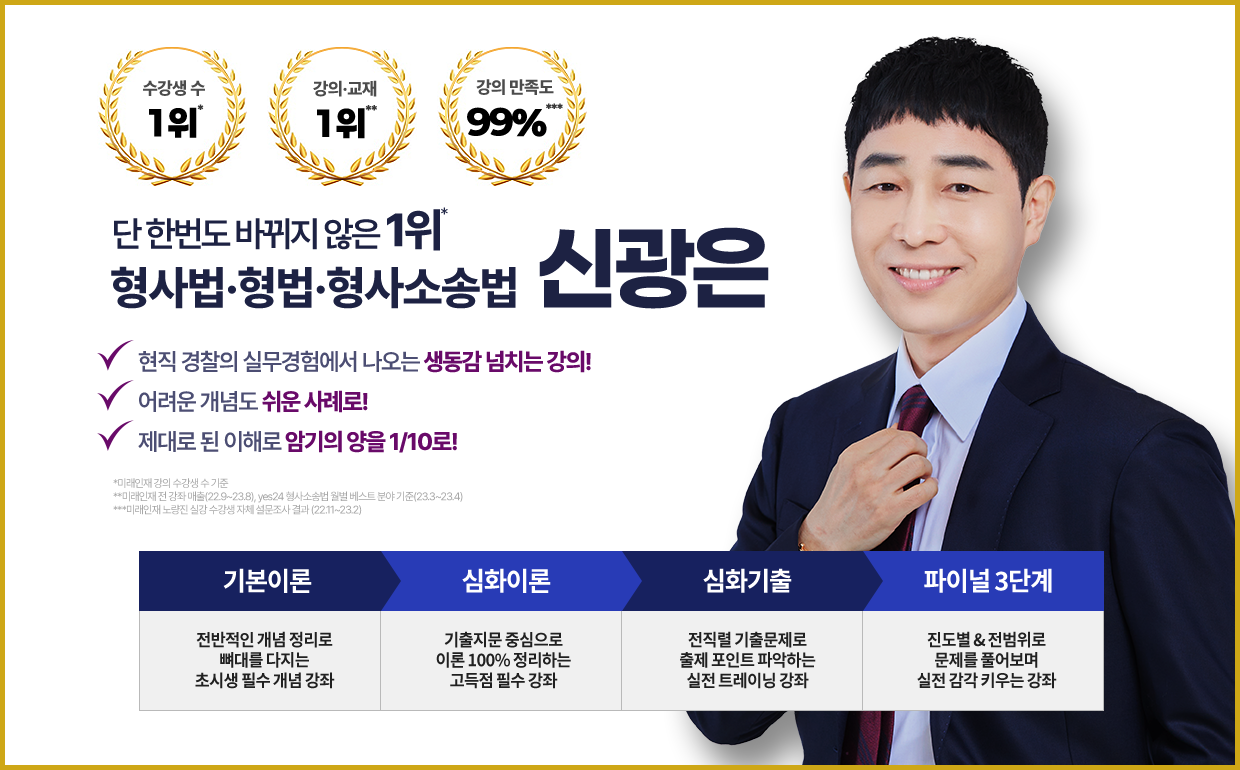 수강생 수
1위*
강의·교재
1위**
강의 만족도
99%***
단 한번도 바뀌지 않은 1위*
형사법·형법·형사소송법 신광은
현직 경찰의 실무경험에서 나오는 생동감 넘치는 강의!
어려운 개념도 쉬운 사례로!
제대로 된 이해로 암기의 양을 1/10로!
*미래인재 강의 수강생 수 기준
**미래인재 전 강좌 매출(22.9~23.8), yes24 형사소송법 월별 베스트 분야 기준(23.3~23.4)
***미래인재 노량진 실강 수강생 자체 설문조사 결과 (22.11~23.2)
기본이론
전반적인 개념 정리로
뼈대를 다지는
초시생 필수 개념 강좌
심화이론
기출지문 중심으로
이론 100% 정리하는
고득점 필수 강좌
심화기출
전직렬 기출문제로
출제 포인트 파악하는
실전 트레이닝 강좌
파이널 3단계
진도별 & 전범위로
문제를 풀어보며
실전 감각 키우는 강좌